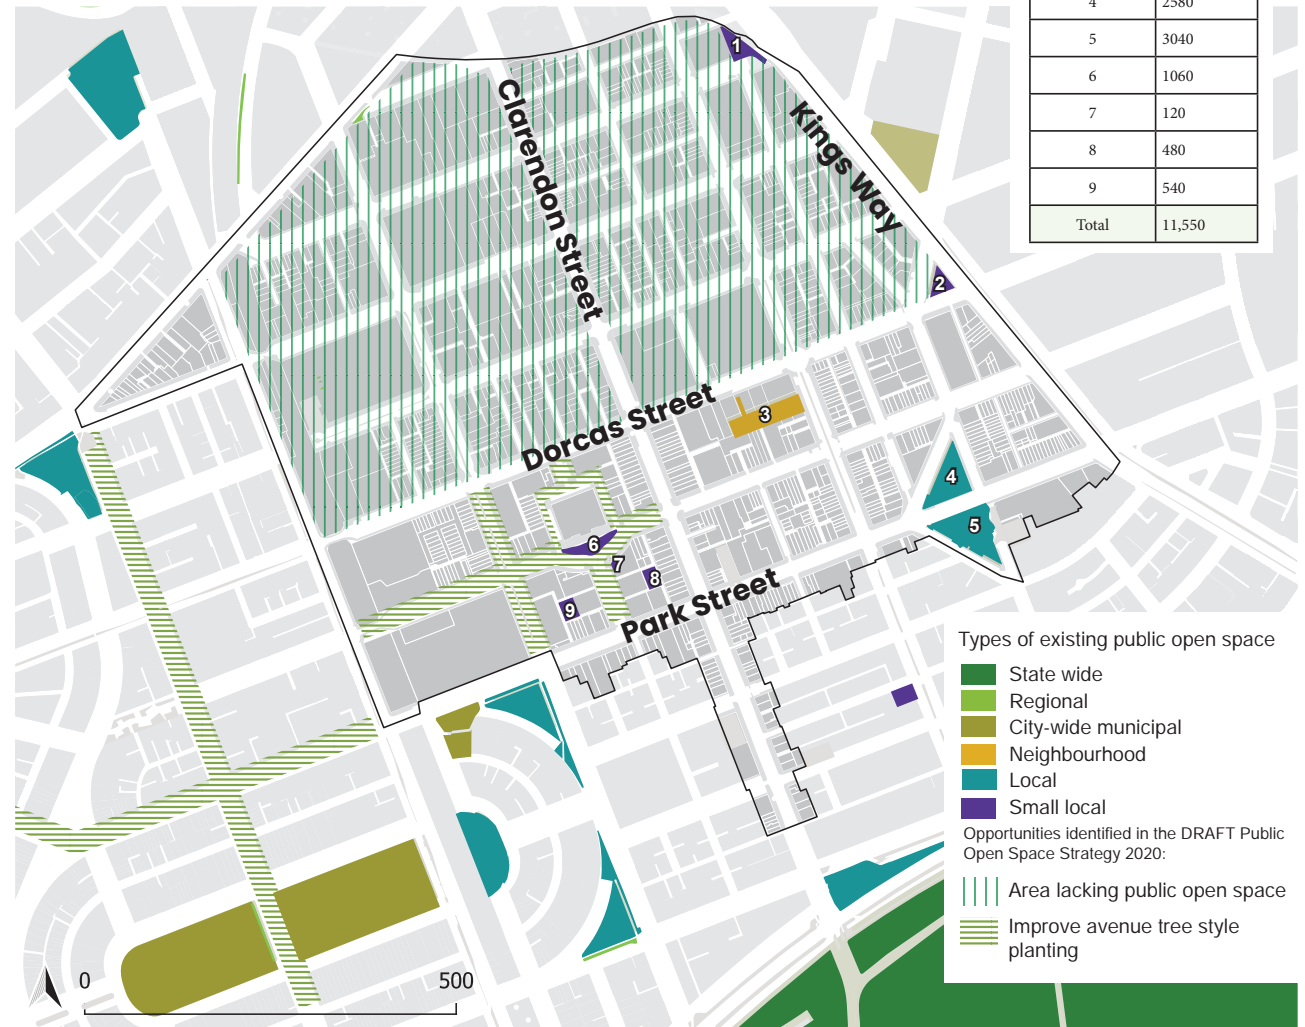 4 2580
5 3040
6 1060
7 120
8 480
9 540
Total 11,550
1
Clarendon Street
Kings Way
2
Dorcas Street
3
4
5
6
7
8
9
Park Street
Types of existing public open space
State wide
Regional
City-wide municipal
Neighbourhood
Local
Small local
Opportunities identified in the DRAFT Public
Open Space Strategy 2020:
Area lacking public open space
Improve avenue tree style
planting
0 500